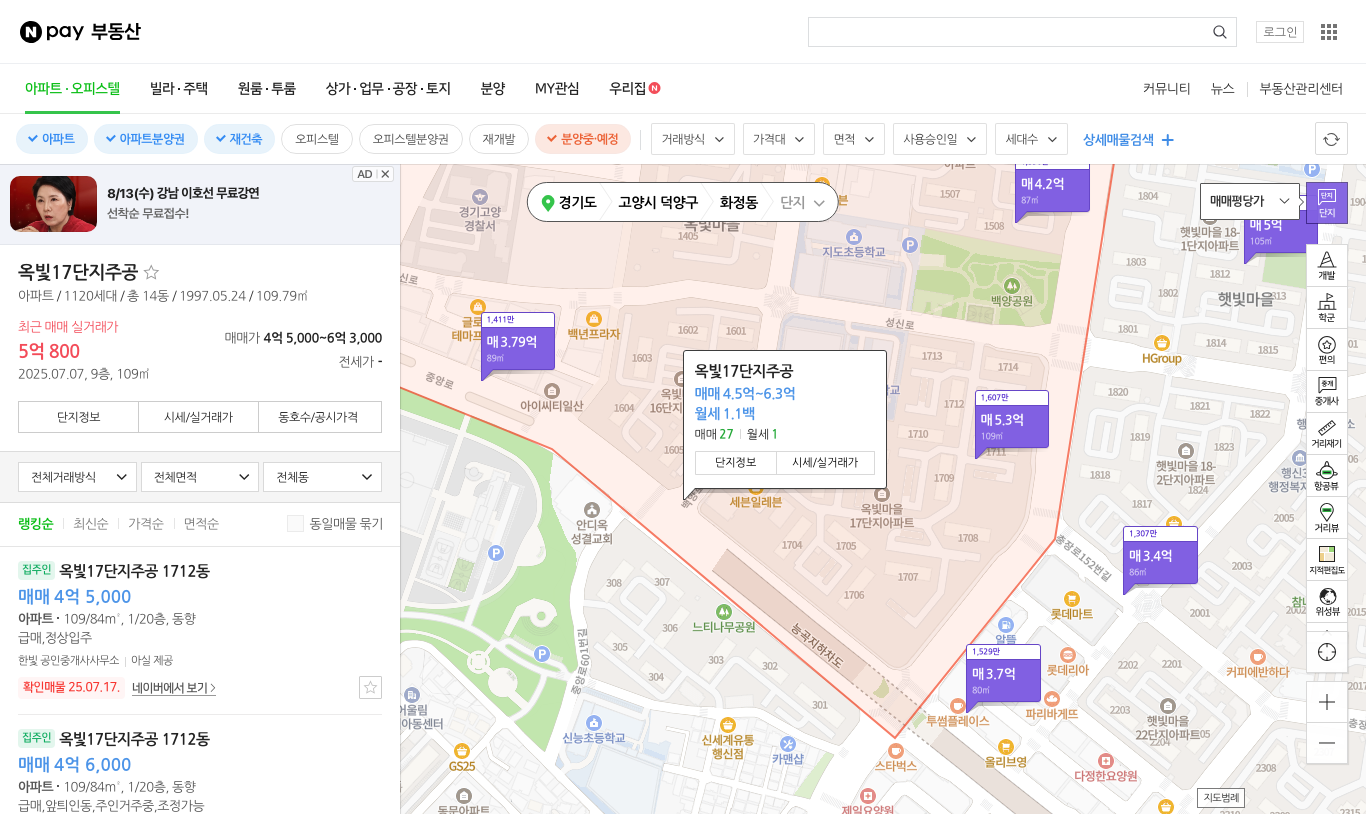 N pay 부동산
로그인
아파트·오피스텔 빌라·주택 원룸·투룸 상가·업무·공장·토지 분양 MY관심 우리집 N
커뮤니티 뉴스 부동산관리센터
아파트 아파트분양권 재건축 오피스텔 오피스텔분양권 재개발 분양중·예정
거래방식 가격대 면적 사용승인일 세대수 상세매물검색
AD
8/13(수) 강남 이호선 무료강연
선착순 무료접수!
옥빛17단지주공
아파트 / 1120세대 / 총 14동 / 1997.05.24 / 109.79㎡
최근 매매 실거래가
5억 800
2025.07.07, 9층, 109㎡
매매가 4억 5,000~6억 3,000
전세가 -
단지정보 시세/실거래가 동호수/공시가격
전체거래방식 전체면적 전체동
랭킹순 최신순 가격순 면적순 동일매물 묶기
집주인 옥빛17단지주공 1712동
매매 4억 5,000
아파트 · 109/84m², 1/20층, 동향
급매,정상입주
한빛 공인중개사사무소 아실 제공
확인매물 25.07.17. 네이버에서 보기
집주인 옥빛17단지주공 1712동
매매 4억 6,000
아파트 · 109/84m², 1/20층, 동향
급매,앞트인동,주인거주중,조정가능
경기도 고양시 덕양구 화정동 단지
매매평당가
단지
단지
개발
학군
편의
중개
중개사
거리재기
항공뷰
거리뷰
지적편집도
위성뷰
지도범례
매4.2억
87㎡
매5억
105㎡
1,411만
매3.79억
89㎡
1,607만
매5.3억
109㎡
1,307만
매3.4억
86㎡
1,529만
매3.7억
80㎡
옥빛17단지주공
매매 4.5억~6.3억
월세 1.1백
매매 27 월세 1
단지정보 시세/실거래가
경기고양
경찰서
옥빛마을
1405
1507
1508
지도초등학교
P
백양공원
성신로
햇빛마을 18-
1단지아파트
1803
1813
1812
1804
1802
햇빛마을
1801
1814
1815
HGroup
백년프라자
1602
1601
1603
1604
1713
1714
1712
1710
1711
1709
1708
중앙로
아이씨티일산
1820
1821
1822
1818
1817
햇빛마을 18-
2단지아파트
1824
세븐일레븐
옥빛마을
17단지아파트
1704
1705
1706
1707
안디옥
성결교회
P
308
307
306
305
303
304
302
301
느티나무공원
능곡지하차도
중앙로601번길
충장로152번길
2005
2003
2001
2002
2201
2202
2203
롯데마트
알뜰
롯데리아
파리바게뜨
투썸플레이스
커피에반하다
햇빛마을
22단지아파트
2204
2205
2308
2310
2315
P
신능초등학교
신세계유통
행신점
카맨샵
스타벅스
올리브영
다정한요양원
제일요양원
GS25
동문아파트